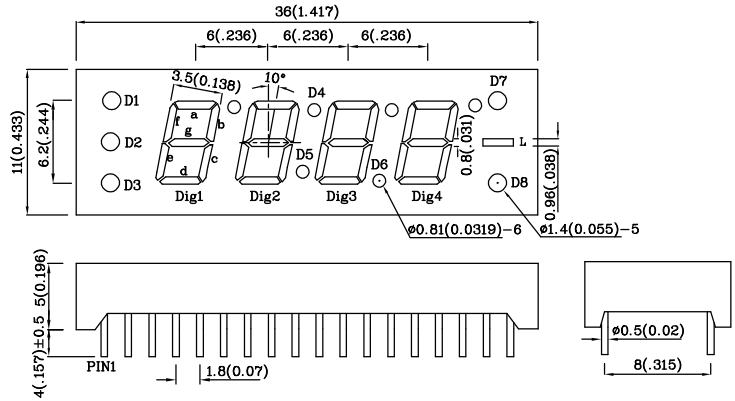 36(1.417)
6(.236)
6(.236)
6(.236)
3.5(0.138)
10°
D4
D7
D1
a
f
b
g
11(0.433)
6.2(.244)
D2
0.8(.031)
L
D5
e
c
d
D3
D6
D8
0.96(.038)
Dig1
Dig2
Dig3
Dig4
ø0.81(0.0319)-6
ø1.4(0.055)-5
5(0.196)
4(.157)±0.5
PIN1
1.8(0.07)
ø0.5(0.02)
8(.315)